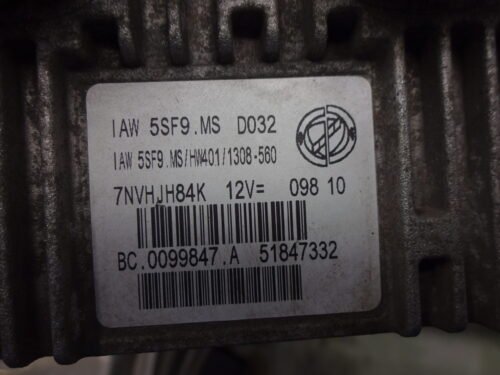 IAW 5SF9.MS D032
IAW 5SF9.MS/HW401/1308-560
7NVHJH84K 12V= 098 10
BC.0099847.A 51847332